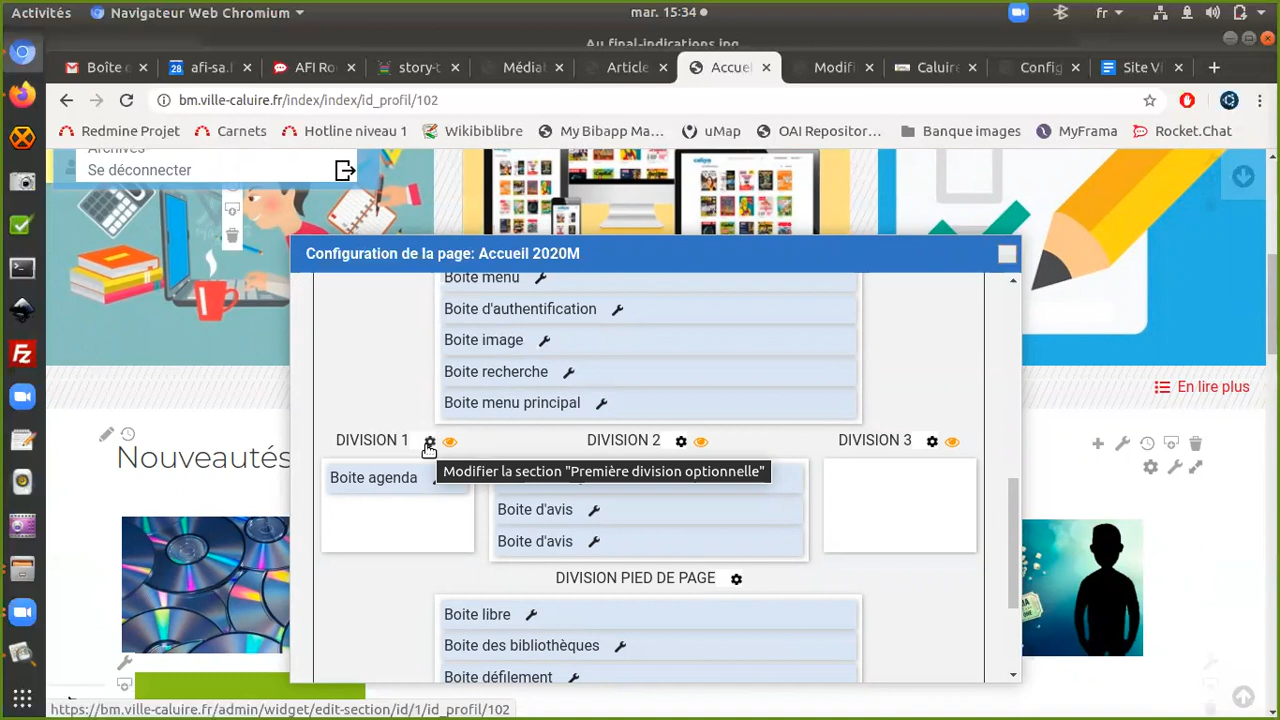 Activités
Navigateur Web Chromium
mar. 15:34
fr
Au final-indications.jpg
Boîte
28
afi-sa.
AFI Ro
story-t
Médiat
Article
Accuei
Modifi
Caluire
Config
Site Vi
bm.ville-caluire.fr/index/index/id_profil/102
Redmine Projet
Carnets
Hotline niveau 1
Wikibiblibre
My Bibapp Ma…
uMap
OAI Repositor…
Banque images
MyFrama
Rocket.Chat
Archives
Se déconnecter
Configuration de la page: Accueil 2020M
Boite menu
Boite d'authentification
Boite image
Boite recherche
Boite menu principal
En lire plus
DIVISION 1
DIVISION 2
DIVISION 3
Nouveautés
Modifier la section "Première division optionnelle"
Boite agenda
Boite d'avis
Boite d'avis
DIVISION PIED DE PAGE
Boite libre
Boite des bibliothèques
Boite défilement
https://bm.ville-caluire.fr/admin/widget/edit-section/id/1/id_profil/102